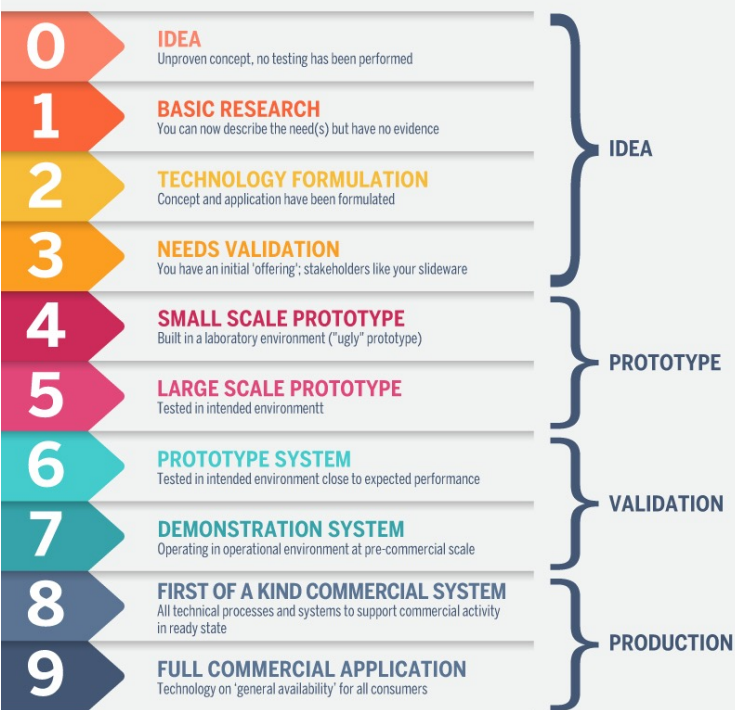 0
IDEA
Unproven concept, no testing has been performed
1
BASIC RESEARCH
You can now describe the need(s) but have no evidence
2
TECHNOLOGY FORMULATION
Concept and application have been formulated
3
NEEDS VALIDATION
You have an initial 'offering'; stakeholders like your slideware
IDEA
4
SMALL SCALE PROTOTYPE
Built in a laboratory environment ("ugly" prototype)
5
LARGE SCALE PROTOTYPE
Tested in intended environmentt
PROTOTYPE
6
PROTOTYPE SYSTEM
Tested in intended environment close to expected performance
7
DEMONSTRATION SYSTEM
Operating in operational environment at pre-commercial scale
VALIDATION
8
FIRST OF A KIND COMMERCIAL SYSTEM
All technical processes and systems to support commercial activity
in ready state
9
FULL COMMERCIAL APPLICATION
Technology on ‘general availability’ for all consumers
PRODUCTION